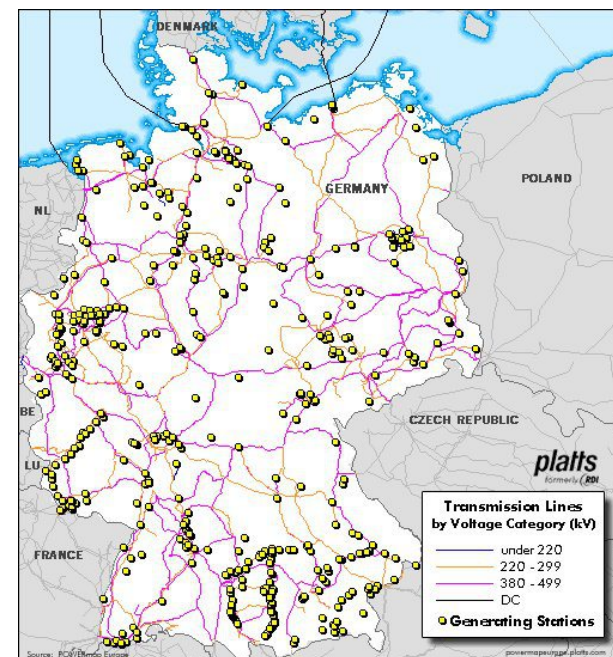 DENMARK
POLAND
GERMANY
NL
BE
CZECH REPUBLIC
LU
platts
formerly RDI
FRANCE
Transmission Lines
by Voltage Category (kV)
under 220
220 - 299
380 - 499
DC
Generating Stations
Source: POWERmap Europe
powermapeurope.platts.com